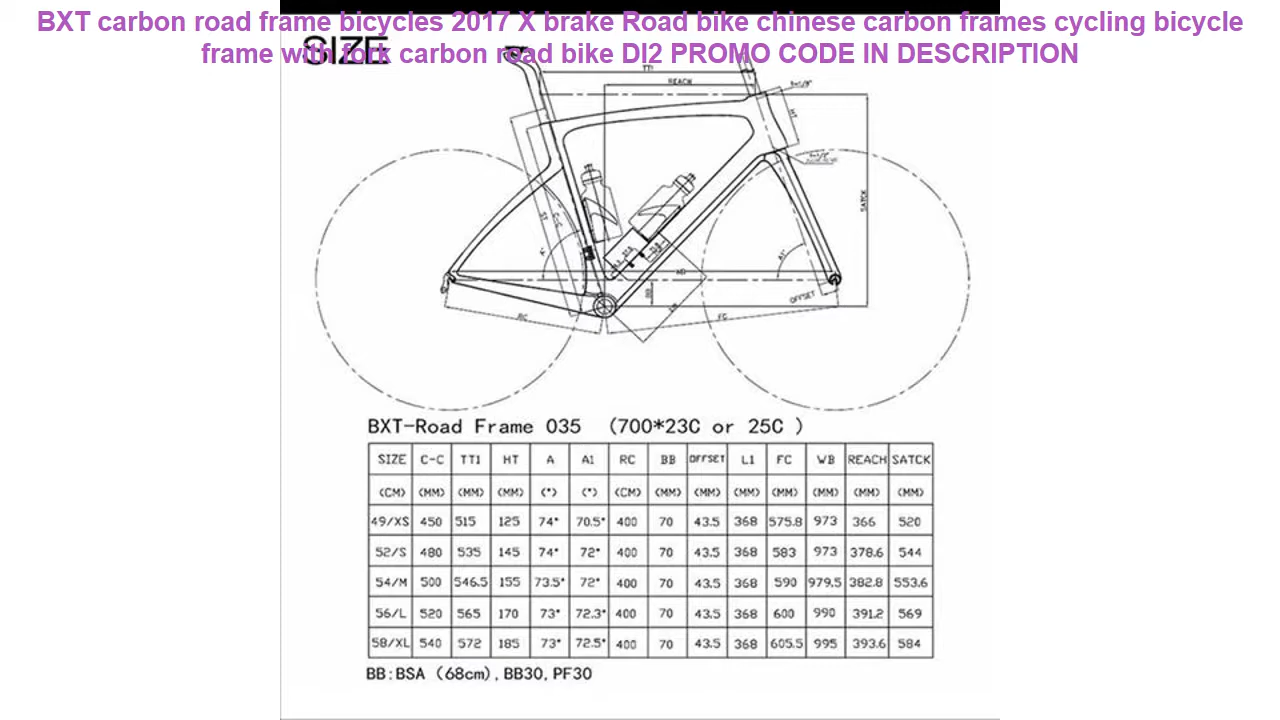 BXT carbon road frame bicycles 2017 X brake Road bike chinese carbon frames cycling bicycle
frame with fork carbon road bike DI2 PROMO CODE IN DESCRIPTION
SIZE
TT1
REACH
HT
SATCK
ST
C-C
A°
A1°
WB
BB
OFFSET
RC
FC
BXT-Road Frame 035 (700*23C or 25C )
SIZE C-C TT1 HT A A1 RC BB OFFSET L1 FC WB REACH SATCK
(CM) (MM) (MM) (MM) (°) (°) (CM) (MM) (MM) (MM) (MM) (MM) (MM) (MM)
49/XS 450 515 125 74° 70.5° 400 70 43.5 368 575.8 973 366 520
52/S 480 535 145 74° 72° 400 70 43.5 368 583 973 378.6 544
54/M 500 546.5 155 73.5° 72° 400 70 43.5 368 590 979.5 382.8 553.6
56/L 520 565 170 73° 72.3° 400 70 43.5 368 600 990 391.2 569
58/XL 540 572 185 73° 72.5° 400 70 43.5 368 605.5 995 393.6 584
BB:BSA (68cm), BB30, PF30